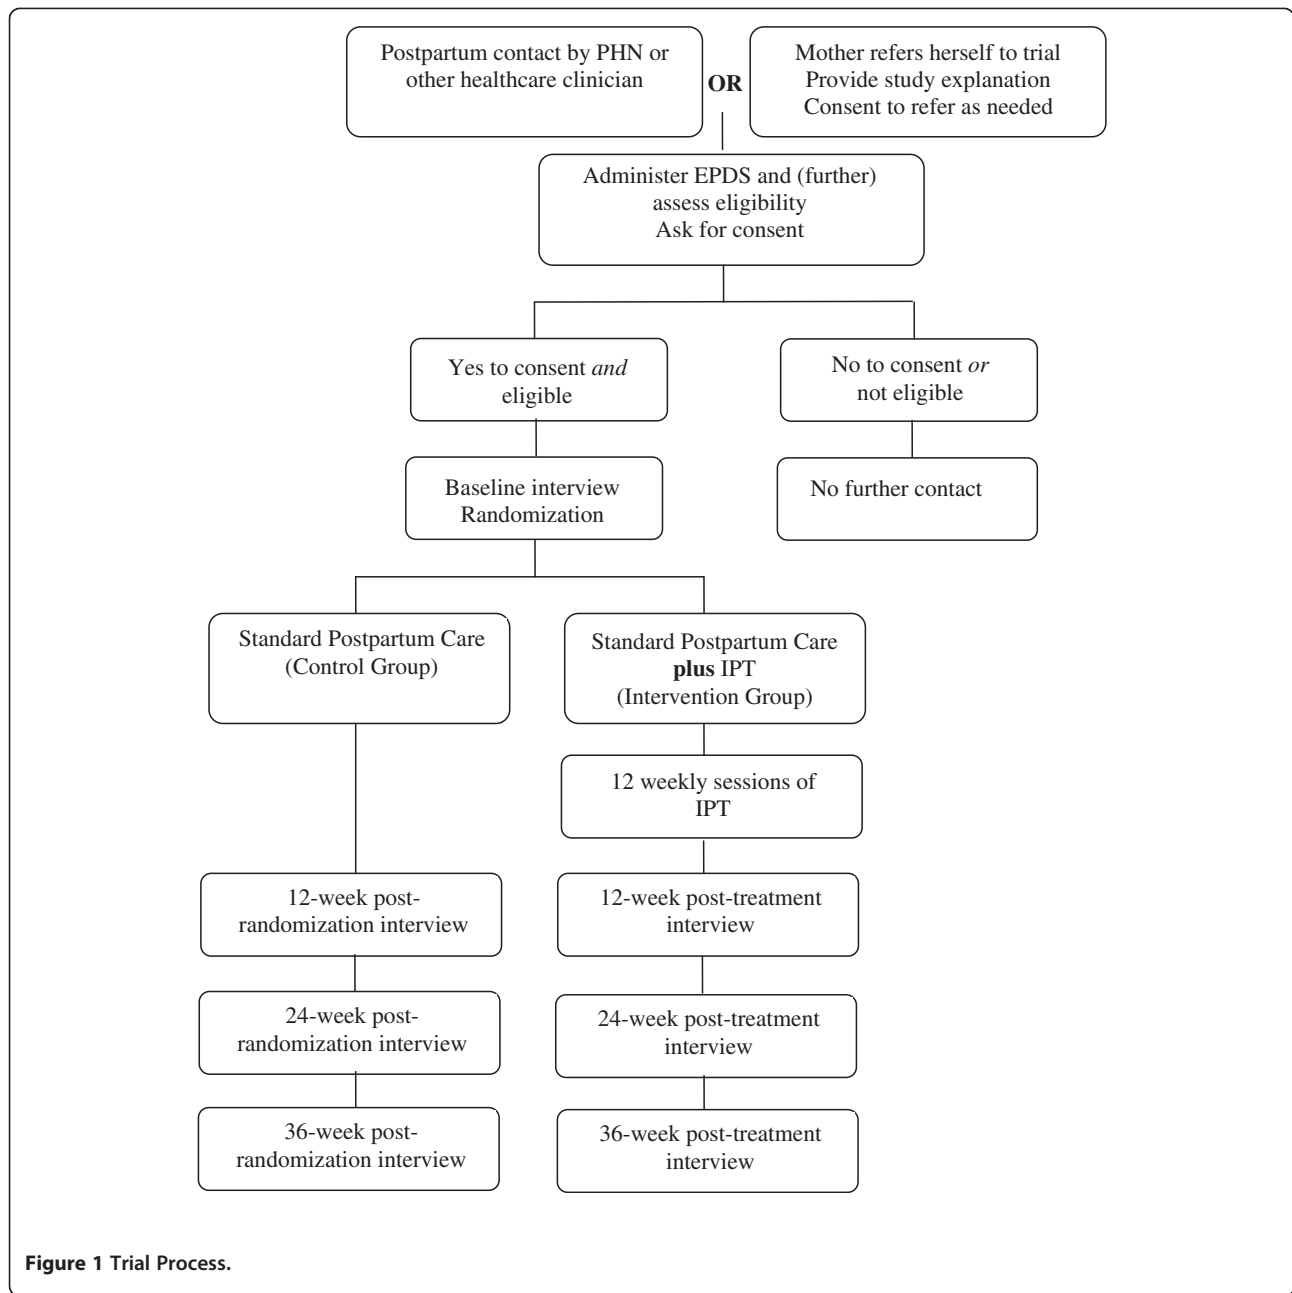 Postpartum contact by PHN or
other healthcare clinician
OR
Mother refers herself to trial
Provide study explanation
Consent to refer as needed
Administer EPDS and (further)
assess eligibility
Ask for consent
Yes to consent and
eligible
No to consent or
not eligible
Baseline interview
Randomization
No further contact
Standard Postpartum Care
(Control Group)
Standard Postpartum Care
plus IPT
(Intervention Group)
12 weekly sessions of
IPT
12-week post-
randomization interview
12-week post-treatment
interview
24-week post-
randomization interview
24-week post-treatment
interview
36-week post-
randomization interview
36-week post-treatment
interview
Figure 1 Trial Process.